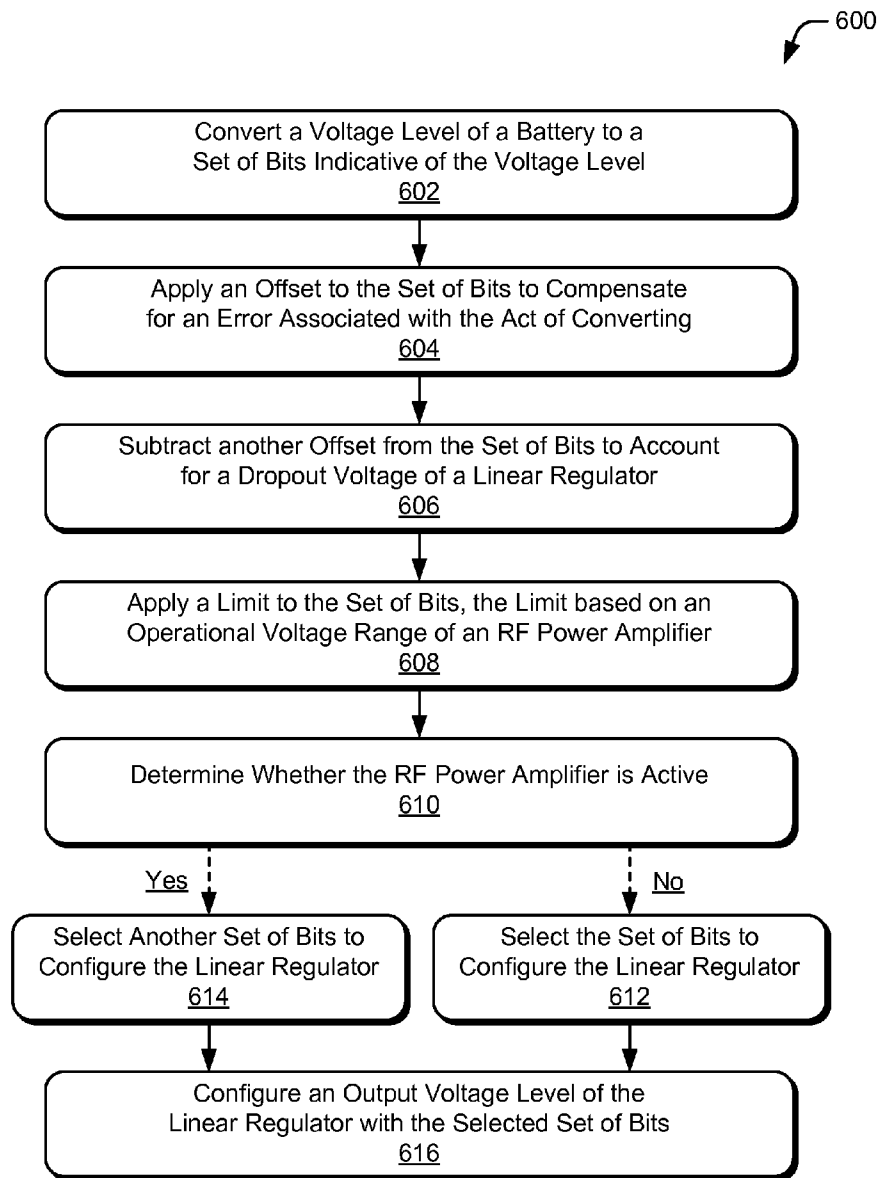 600
Convert a Voltage Level of a Battery to a
Set of Bits Indicative of the Voltage Level
602
Apply an Offset to the Set of Bits to Compensate
for an Error Associated with the Act of Converting
604
Subtract another Offset from the Set of Bits to Account
for a Dropout Voltage of a Linear Regulator
606
Apply a Limit to the Set of Bits, the Limit based on an
Operational Voltage Range of an RF Power Amplifier
608
Determine Whether the RF Power Amplifier is Active
610
Yes
No
Select Another Set of Bits to
Configure the Linear Regulator
614
Select the Set of Bits to
Configure the Linear Regulator
612
Configure an Output Voltage Level of the
Linear Regulator with the Selected Set of Bits
616